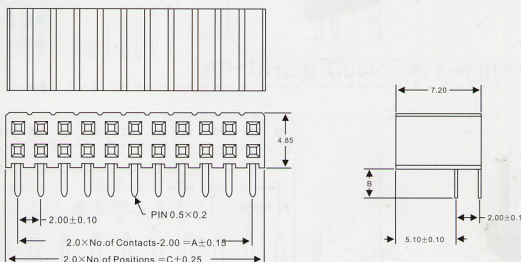 7.20
4.85
B
PIN 0.5×0.2
2.00±0.10
2.00±0.1
5.10±0.10
2.0×No.of Contacts-2.00 =A±0.15
2.0×No.of Positions =C±0.25